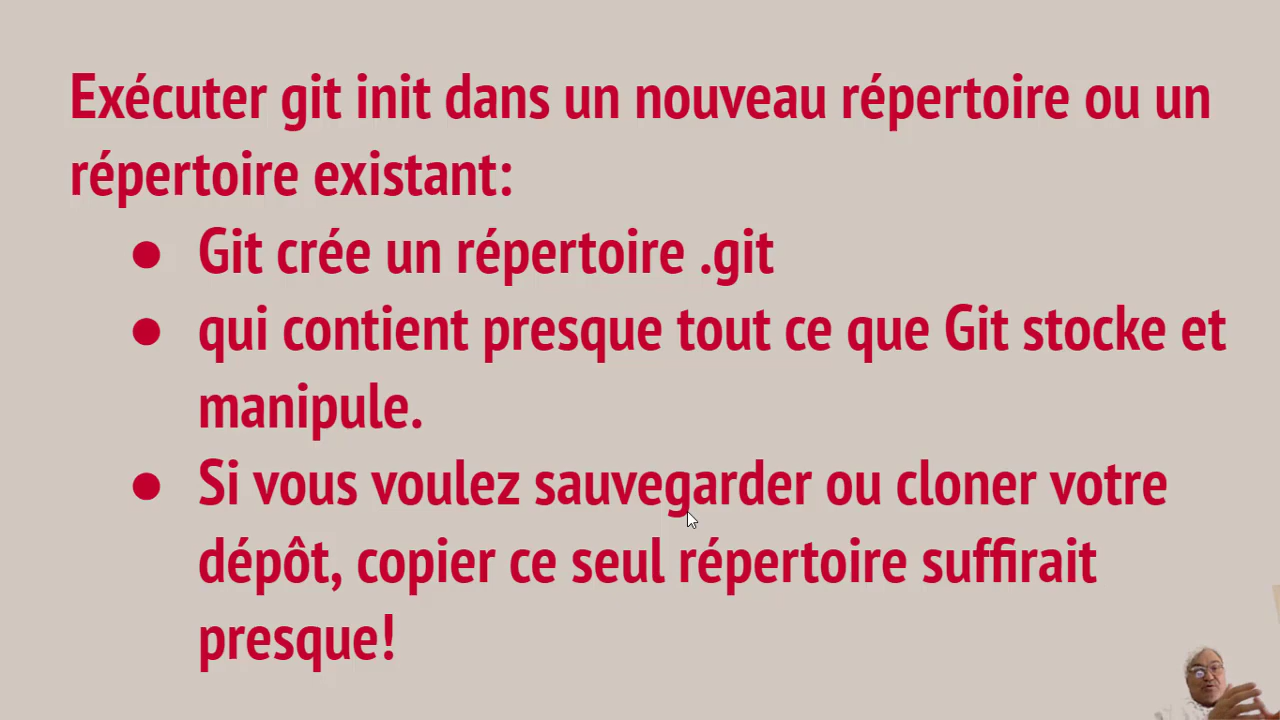 Exécuter git init dans un nouveau répertoire ou un
répertoire existant:
● Git crée un répertoire .git
● qui contient presque tout ce que Git stocke et
manipule.
● Si vous voulez sauvegarder ou cloner votre
dépôt, copier ce seul répertoire suffirait
presque!